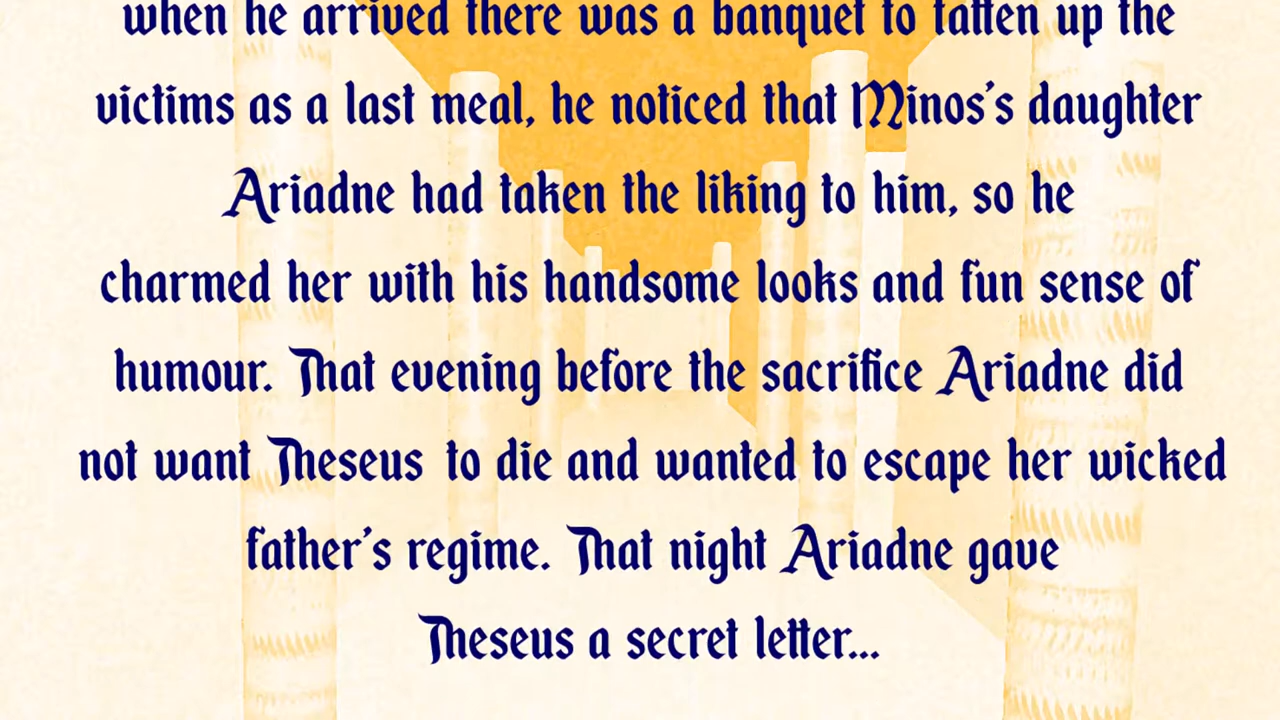 when he arrived there was a banquet to fatten up the
victims as a last meal, he noticed that Minos's daughter
Ariadne had taken the liking to him, so he
charmed her with his handsome looks and fun sense of
humour. That evening before the sacrifice Ariadne did
not want Theseus to die and wanted to escape her wicked
father's regime. That night Ariadne gave
Theseus a secret letter...